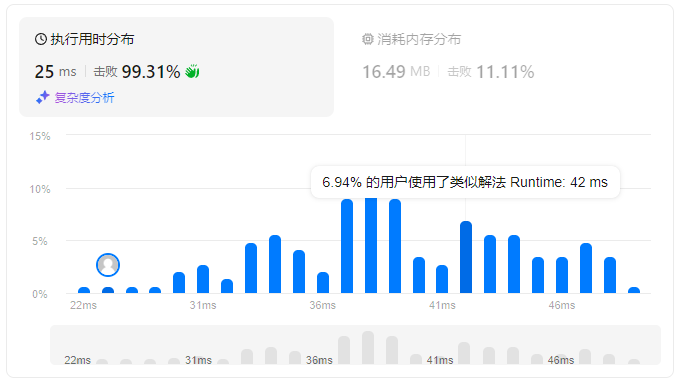 执行用时分布
25 ms 击败 99.31%
复杂度分析
消耗内存分布
16.49 MB 击败 11.11%
15%
10%
5%
0%
6.94% 的用户使用了类似解法 Runtime: 42 ms
22ms 31ms 36ms 41ms 46ms
22ms 31ms 36ms 41ms 46ms